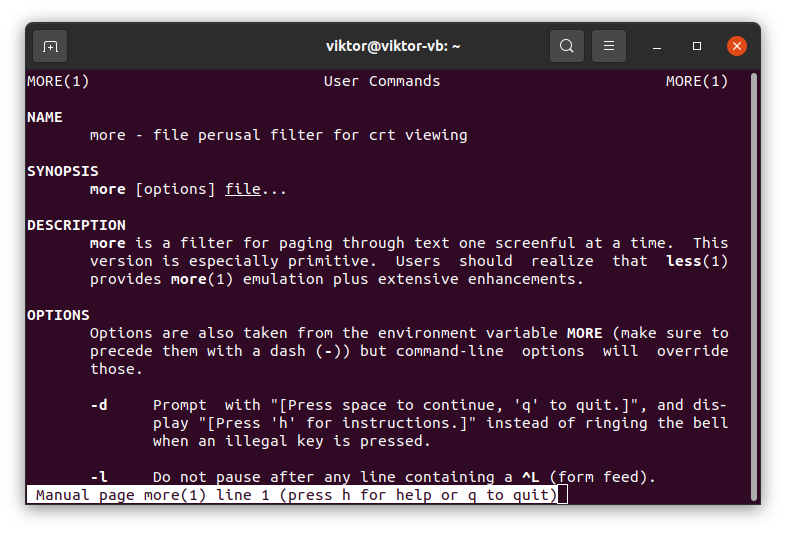 viktor@viktor-vb: ~
MORE(1) User Commands MORE(1)
NAME
more - file perusal filter for crt viewing
SYNOPSIS
more [options] file...
DESCRIPTION
more is a filter for paging through text one screenful at a time. This
version is especially primitive. Users should realize that less(1)
provides more(1) emulation plus extensive enhancements.
OPTIONS
Options are also taken from the environment variable MORE (make sure to
precede them with a dash (-)) but command-line options will override
those.
-d Prompt with "[Press space to continue, 'q' to quit.]", and dis-
play "[Press 'h' for instructions.]" instead of ringing the bell
when an illegal key is pressed.
-l Do not pause after any line containing a ^L (form feed).
Manual page more(1) line 1 (press h for help or q to quit)